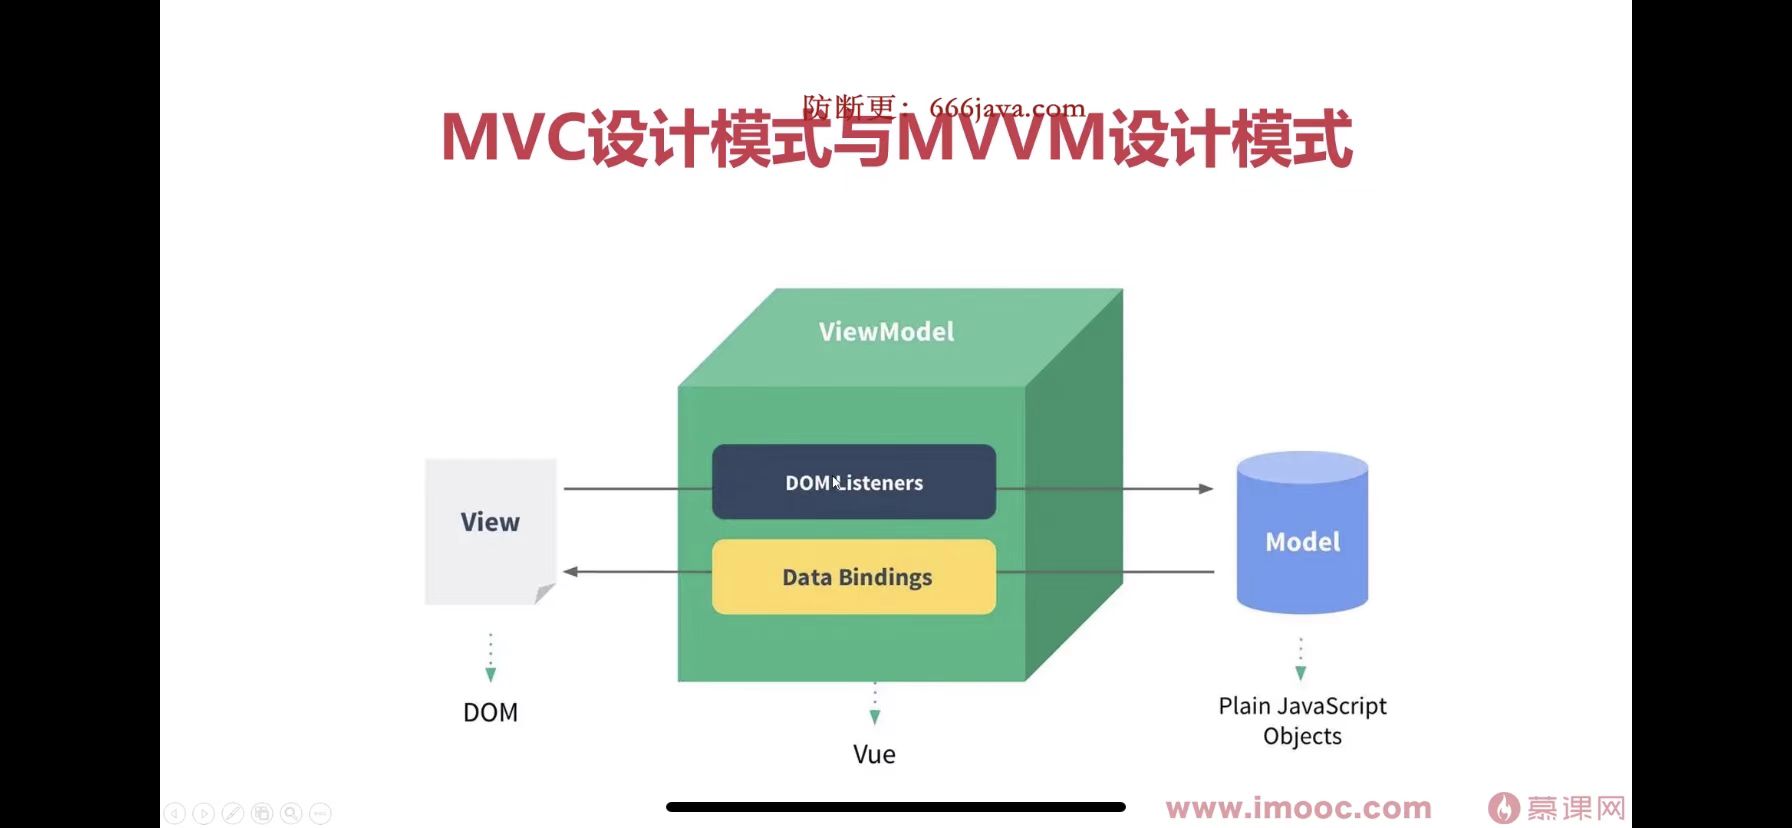 防断更：666java.com
MVC设计模式与MVVM设计模式
ViewModel
DOM Listeners
View
Model
Data Bindings
DOM
Plain JavaScript
Objects
Vue
www.imooc.com
慕课网